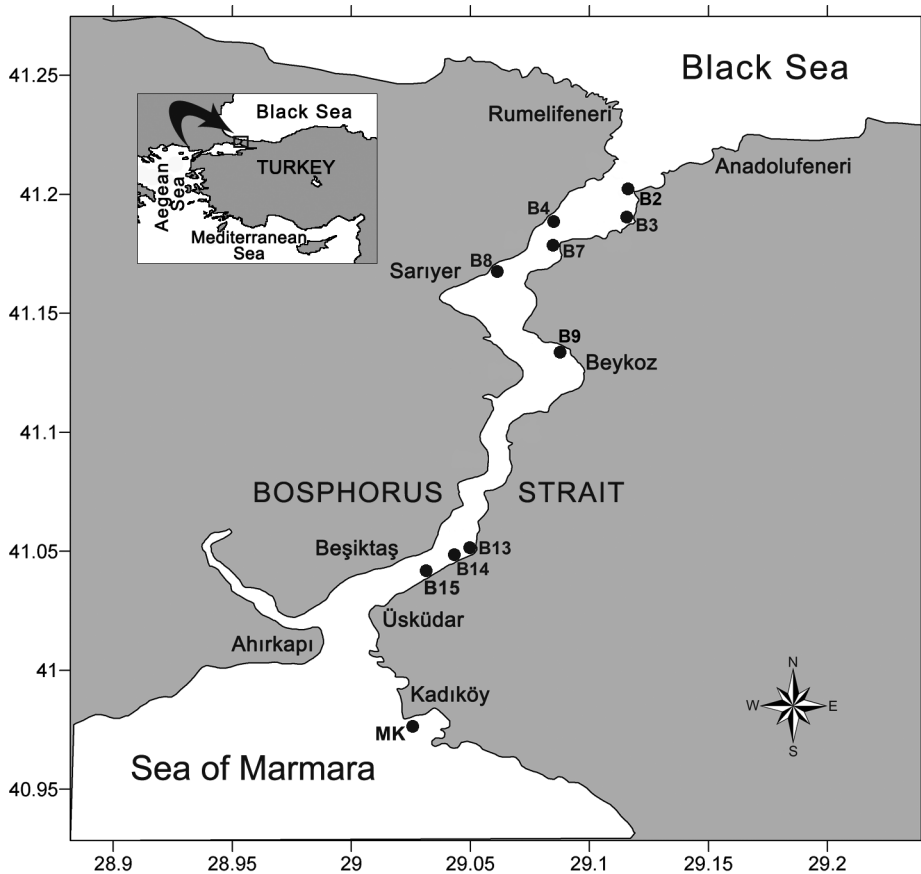 41.25
41.2
41.15
41.1
41.05
41
40.95
Black Sea
Rumelifeneri
Anadolufeneri
Black Sea
TURKEY
Aegean
Sea
Mediterranean
Sea
B2
B4
B3
B7
B8
Sarıyer
B9
Beykoz
BOSPHORUS STRAIT
Beşiktaş
B13
B14
B15
Üsküdar
Ahırkapı
Kadıköy
MK
Sea of Marmara
N
W E
S
28.9 28.95 29 29.05 29.1 29.15 29.2